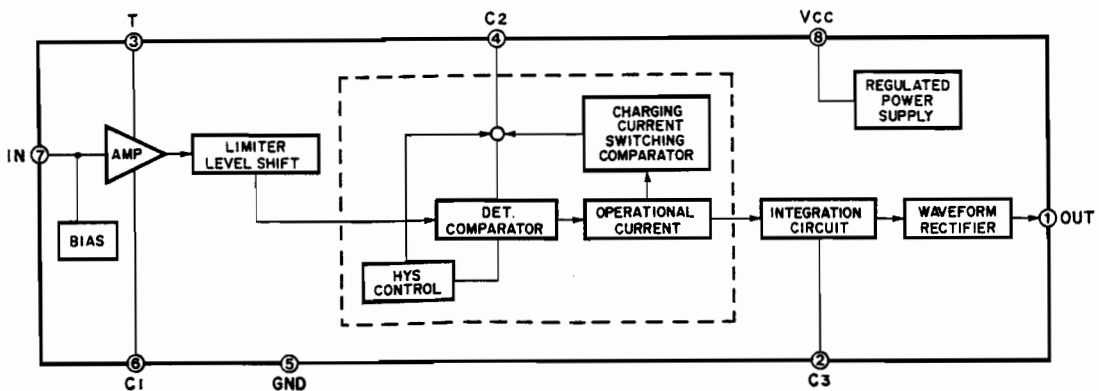 T
C2
VCC
3
4
8
REGULATED
POWER
SUPPLY
CHARGING
CURRENT
SWITCHING
COMPARATOR
IN
7
AMP
LIMITER
LEVEL SHIFT
BIAS
DET.
COMPARATOR
OPERATIONAL
CURRENT
INTEGRATION
CIRCUIT
WAVEFORM
RECTIFIER
1
OUT
HYS
CONTROL
6
5
2
C1
GND
C3